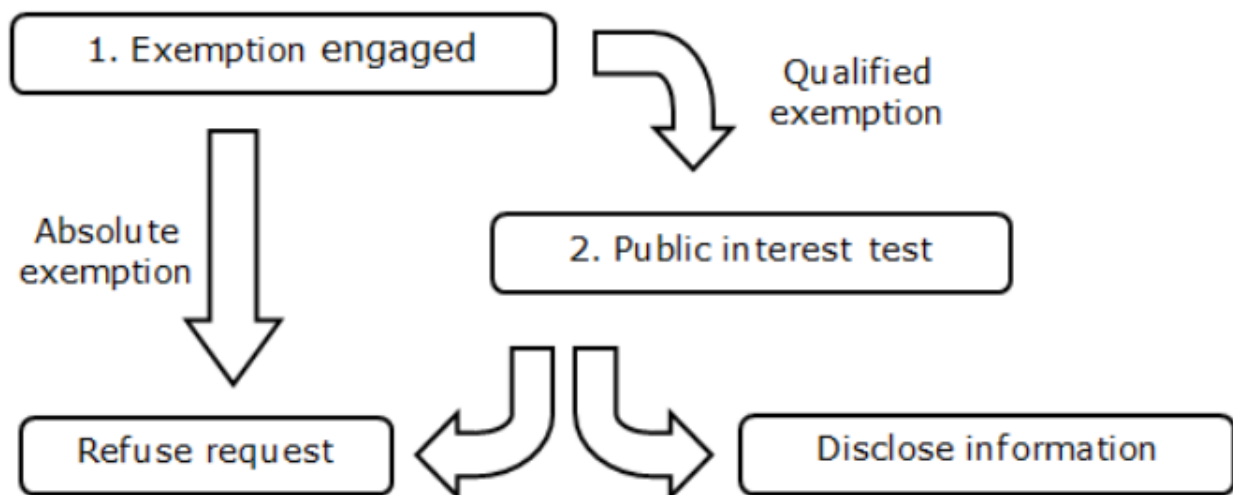 1. Exemption engaged
Qualified
exemption
Absolute
exemption
2. Public interest test
Refuse request
Disclose information